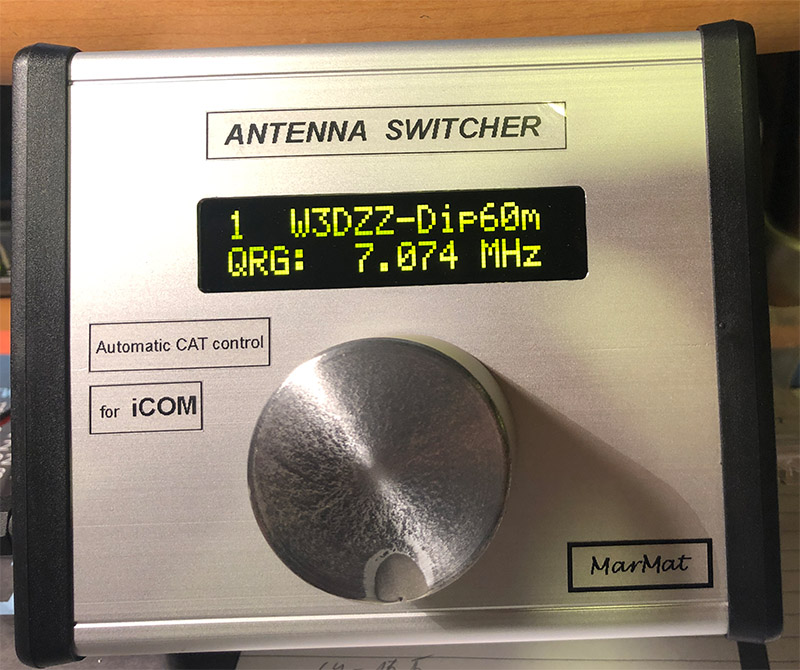 ANTENNA SWITCHER
1 W3DZZ-Dip60m
QRG: 7.074 MHz
Automatic CAT control
for iCOM
MarMat